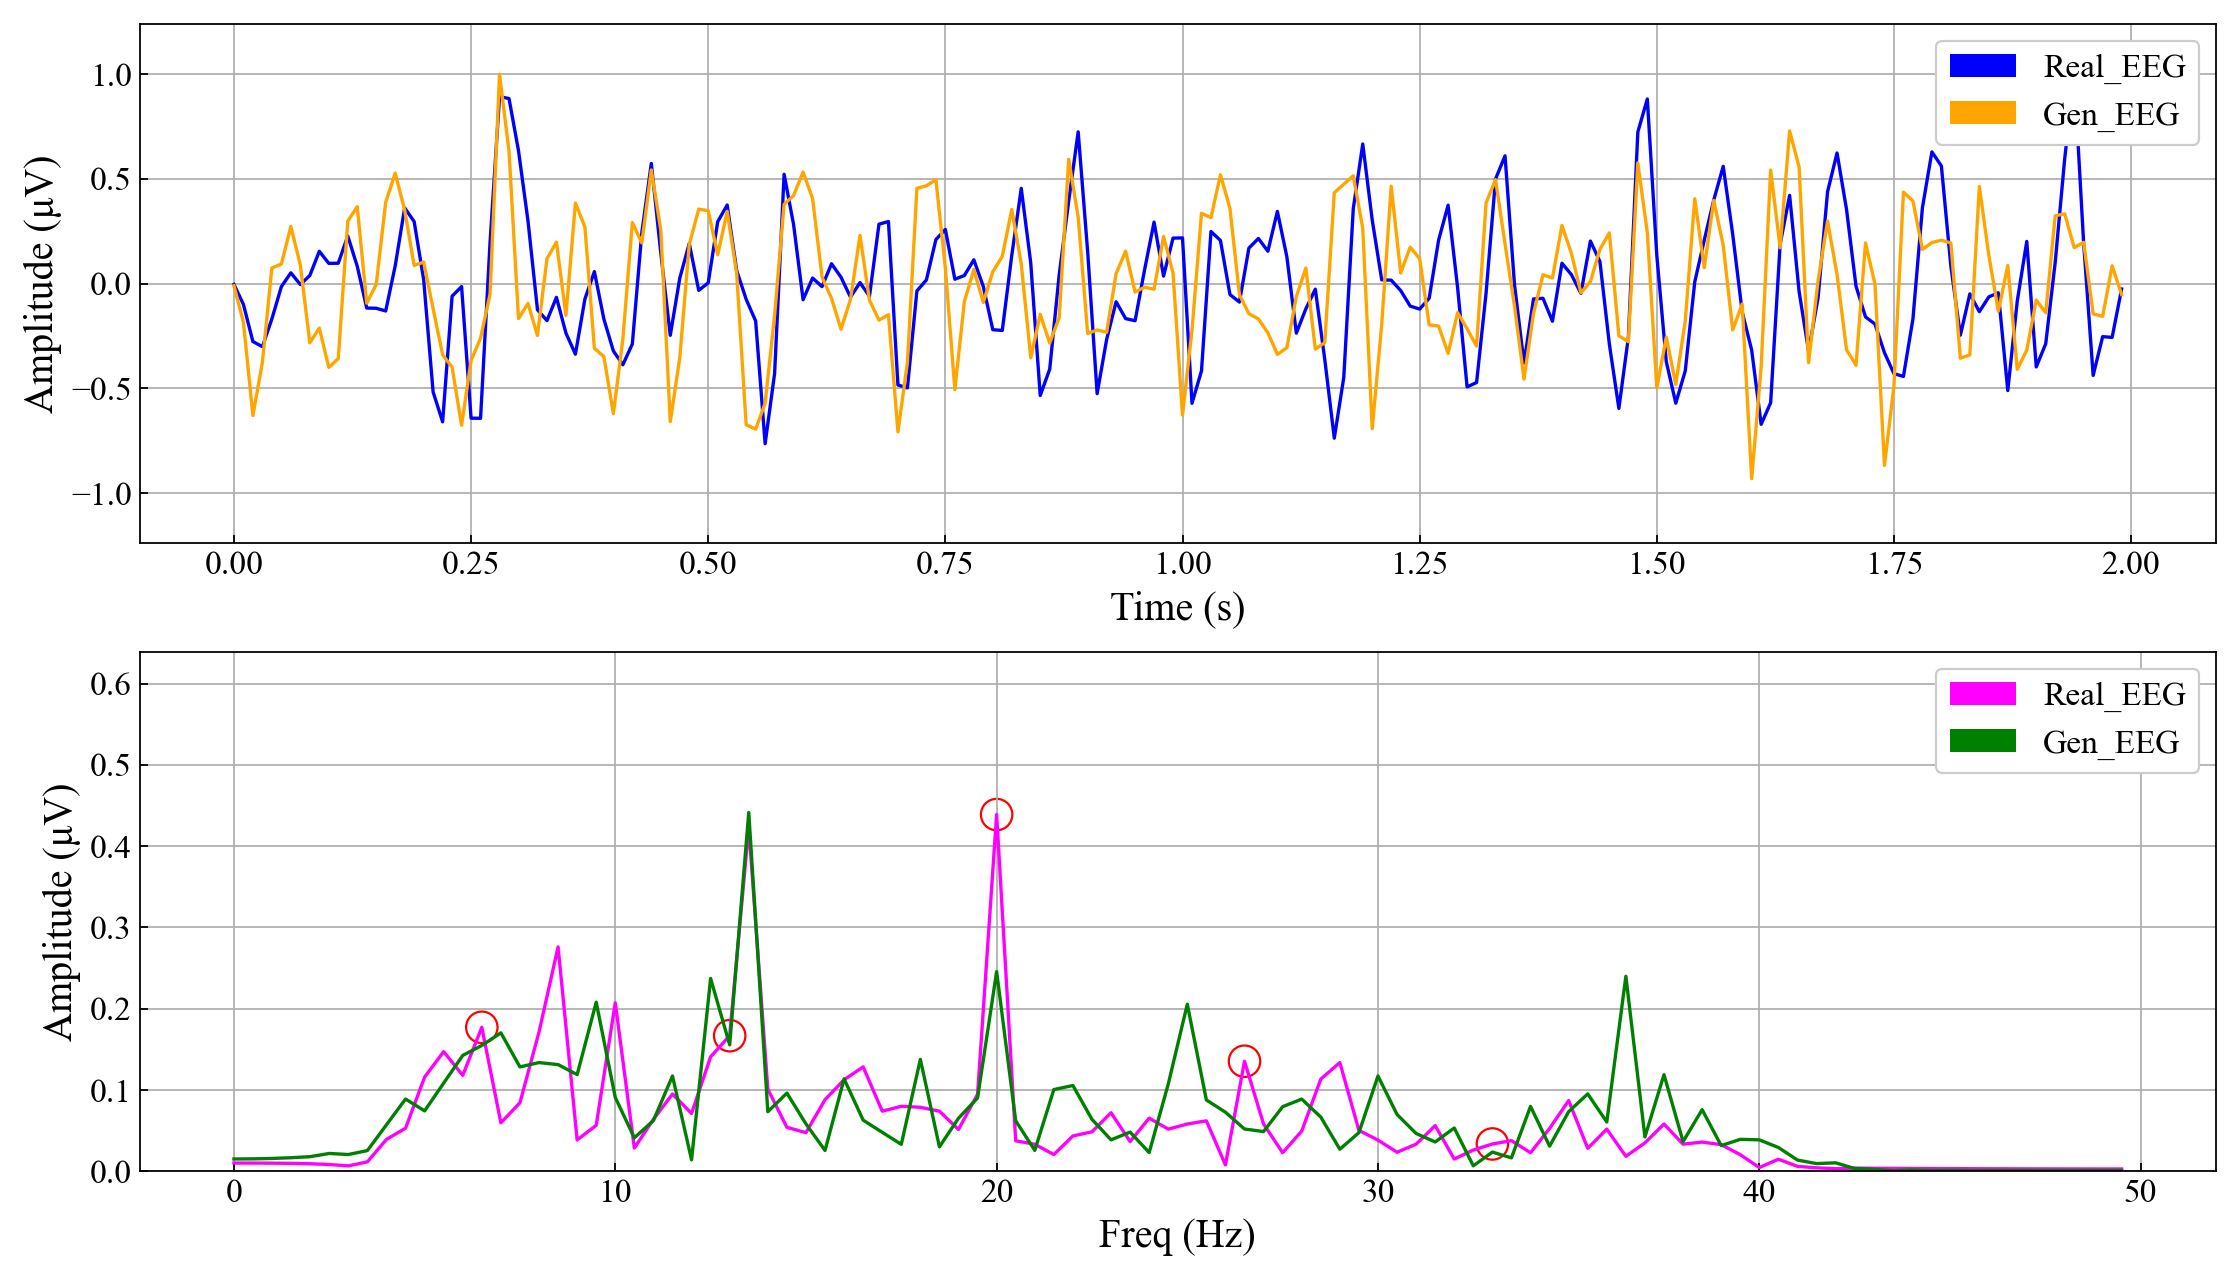 Amplitude (μV)
1.0
0.5
0.0
−0.5
−1.0
Real_EEG
Gen_EEG
0.00 0.25 0.50 0.75 1.00 1.25 1.50 1.75 2.00
Time (s)
Amplitude (μV)
0.6
0.5
0.4
0.3
0.2
0.1
0.0
Real_EEG
Gen_EEG
0 10 20 30 40 50
Freq (Hz)